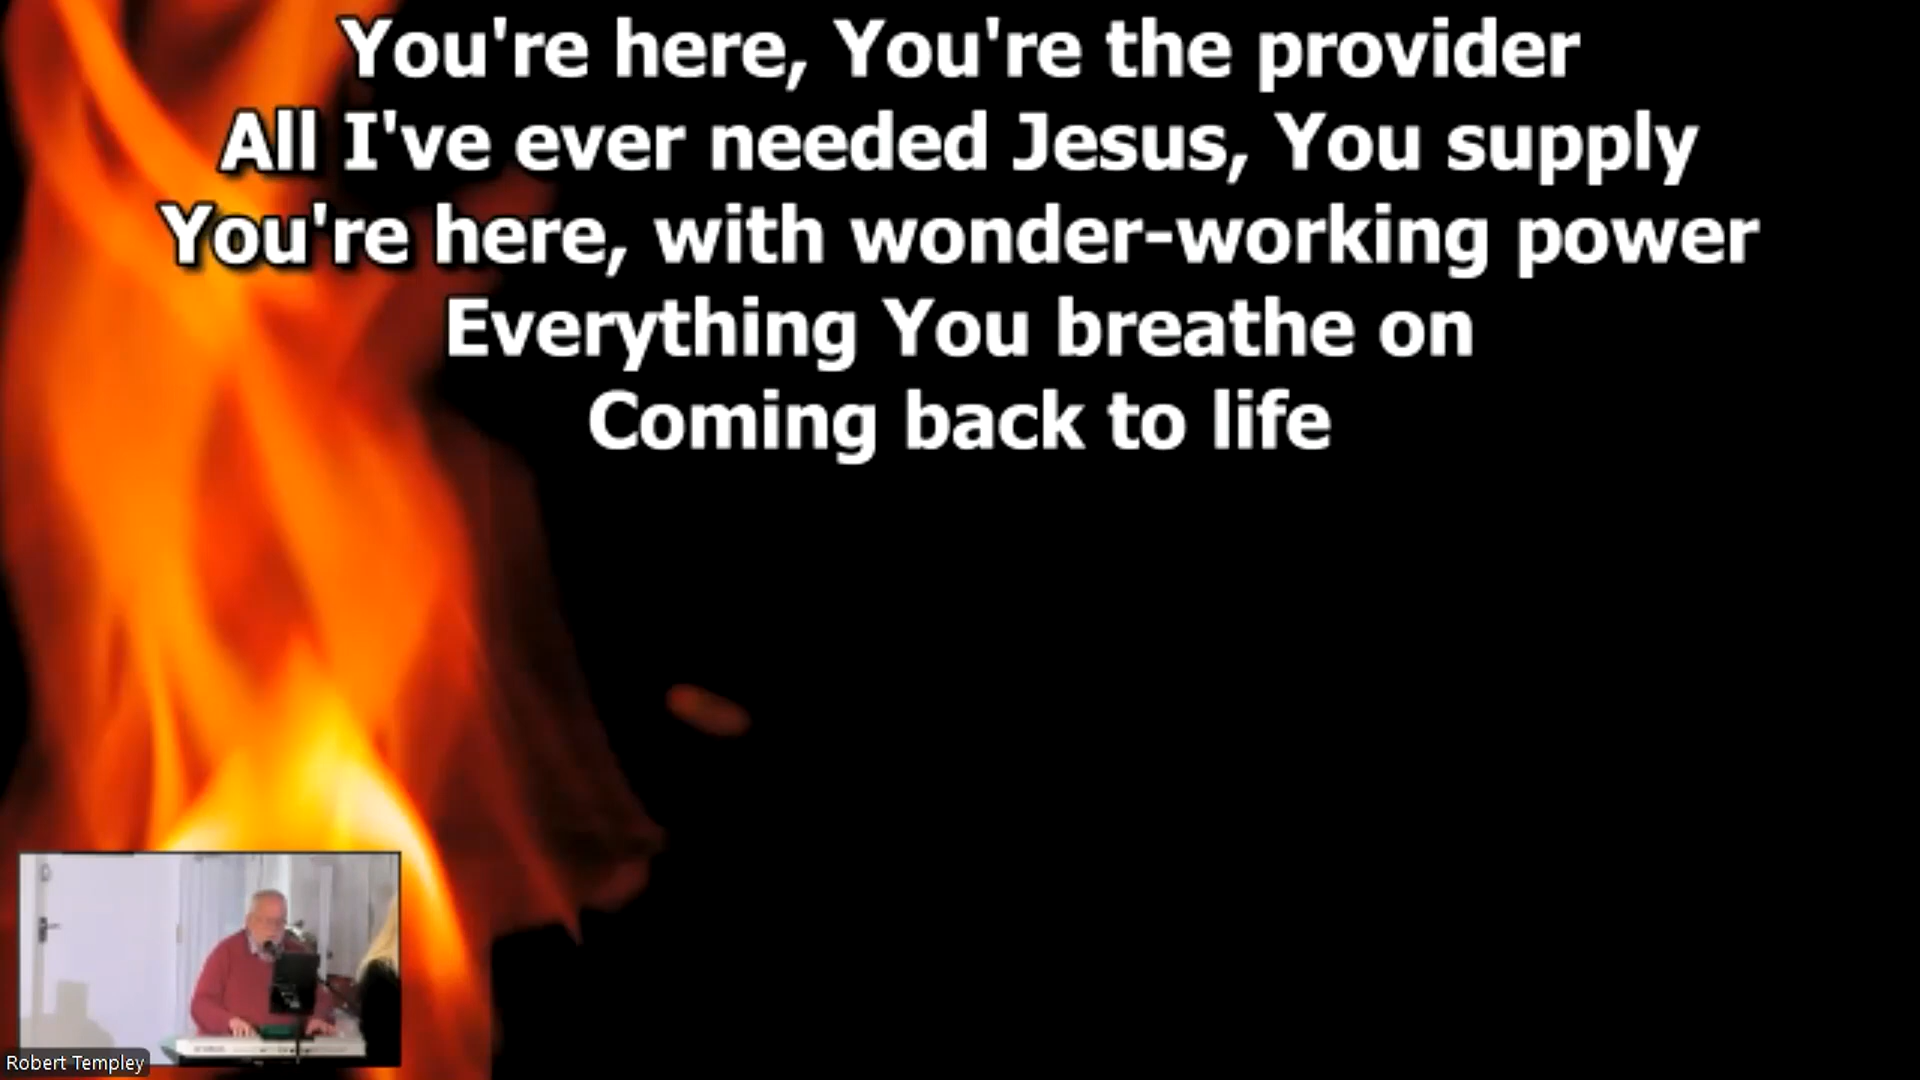 You're here, You're the provider
All I've ever needed Jesus, You supply
You're here, with wonder-working power
Everything You breathe on
Coming back to life
Robert Templey